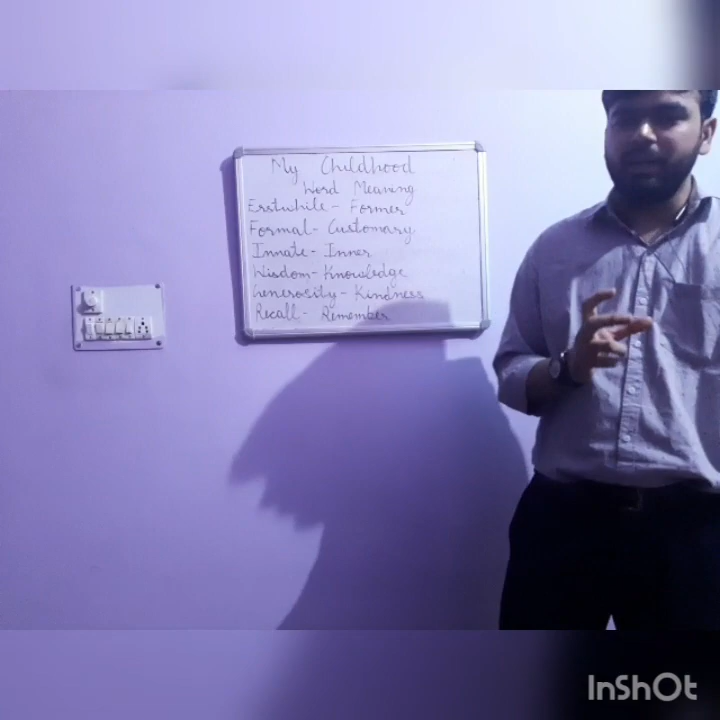 My Childhood
Word Meaning
Erstwhile - Former
Formal - Customary
Innate - Inner
Wisdom - Knowledge
Generosity - Kindness
Recall - Remember
InShOt